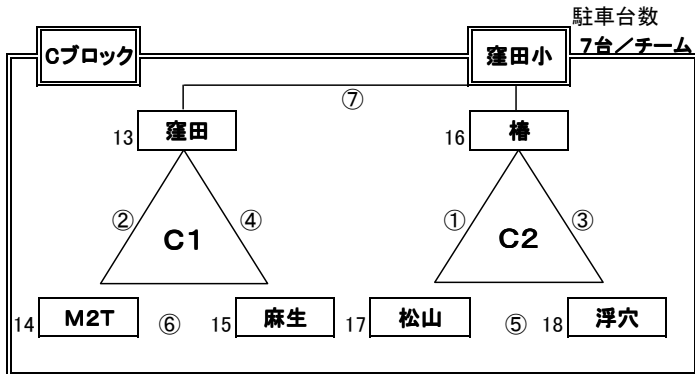 駐車台数
Cブロック
窪田小
7台／チーム
⑦
13 窪田
16 椿
② ④
① ③
C1
C2
14 M2T
⑥
15 麻生
17 松山
⑤
18 浮穴